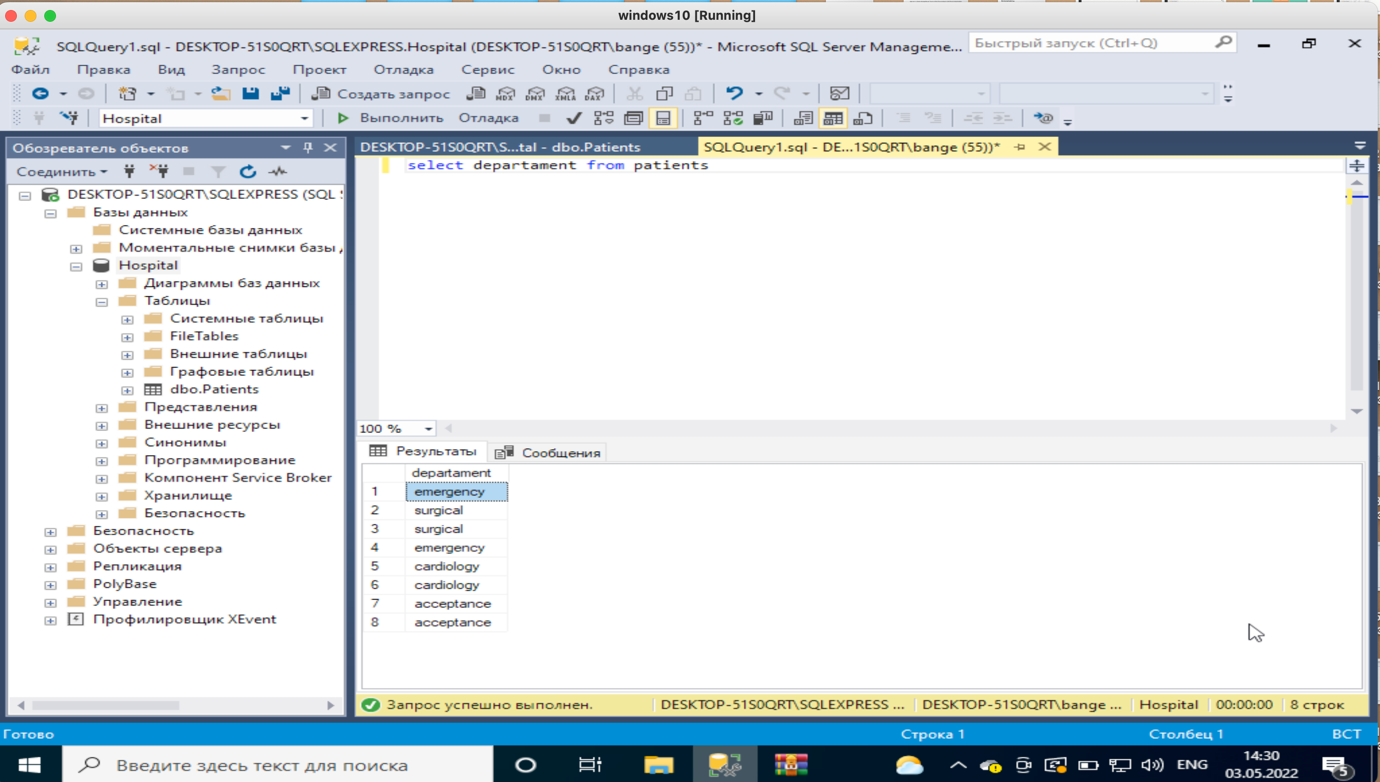 windows10 [Running]
SQLQuery1.sql - DESKTOP-51S0QRT\SQLEXPRESS.Hospital (DESKTOP-51S0QRT\bange (55))* - Microsoft SQL Server Manageme...
Быстрый запуск (Ctrl+Q)
Файл Правка Вид Запрос Проект Отладка Сервис Окно Справка
Создать запрос MDX DMX XMLA DAX
Hospital Выполнить Отладка
Обозреватель объектов
DESKTOP-51S0QRT\S...tal - dbo.Patients
SQLQuery1.sql - DE...1S0QRT\bange (55))*
Соединить
select departament from patients
DESKTOP-51S0QRT\SQLEXPRESS (SQL
Базы данных
Системные базы данных
Моментальные снимки базы
Hospital
Диаграммы баз данных
Таблицы
Системные таблицы
FileTables
Внешние таблицы
Графовые таблицы
dbo.Patients
Представления
Внешние ресурсы
Синонимы
Программирование
Компонент Service Broker
Хранилище
Безопасность
Безопасность
Объекты сервера
Репликация
PolyBase
Управление
Профилировщик XEvent
100 %
Результаты Сообщения
departament
1 emergency
2 surgical
3 surgical
4 emergency
5 cardiology
6 cardiology
7 acceptance
8 acceptance
Запрос успешно выполнен. DESKTOP-51S0QRT\SQLEXPRESS ... DESKTOP-51S0QRT\bange ... Hospital 00:00:00 8 строк
Готово Строка 1 Столбец 1 ВСТ
Введите здесь текст для поиска
ENG
14:30
03.05.2022
5